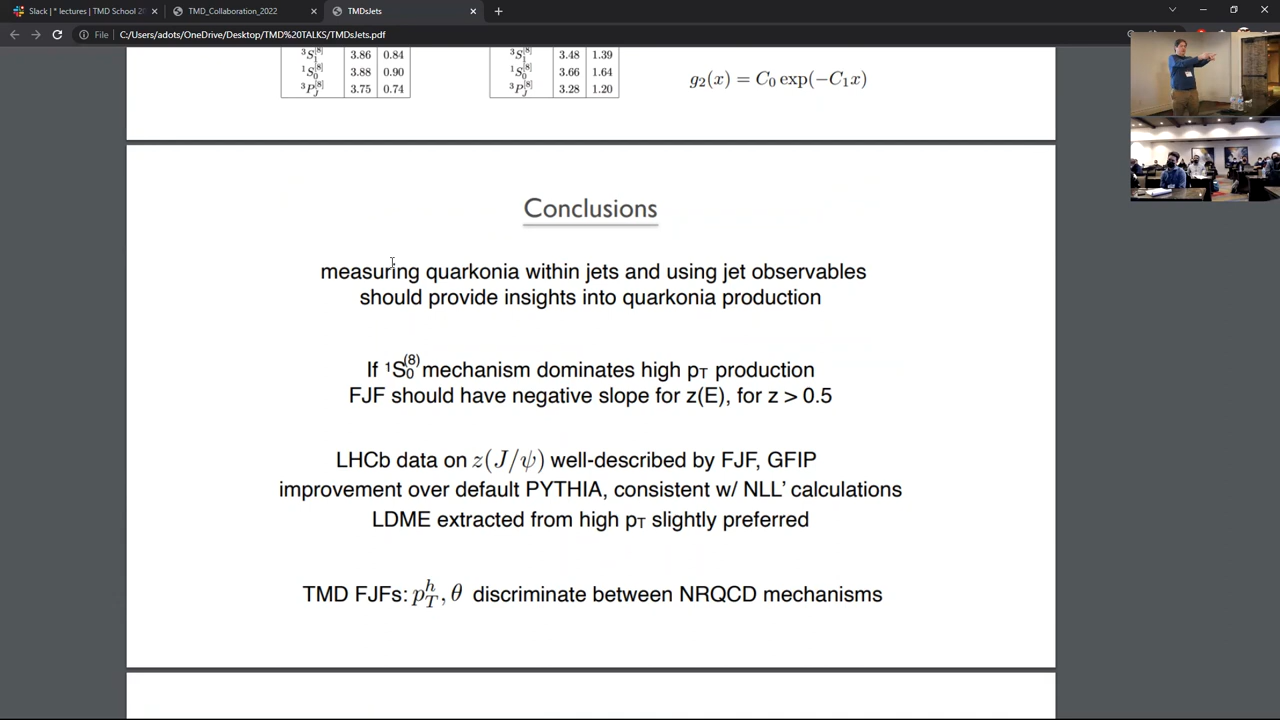 Slack | * lectures | TMD School 20
TMD_Collaboration_2022
TMDsJets
File
C:/Users/adots/OneDrive/Desktop/TMD%20TALKS/TMDsJets.pdf
³S₁^[8] 3.86 0.84
¹S₀^[8] 3.88 0.90
³P_J^[8] 3.75 0.74
³S₁^[8] 3.48 1.39
¹S₀^[8] 3.66 1.64
³P_J^[8] 3.28 1.20
g₂(x) = C₀ exp(−C₁x)
Conclusions
measuring quarkonia within jets and using jet observables
should provide insights into quarkonia production
If ¹S₀^(8) mechanism dominates high p_T production
FJF should have negative slope for z(E), for z > 0.5
LHCb data on z(J/ψ) well-described by FJF, GFIP
improvement over default PYTHIA, consistent w/ NLL’ calculations
LDME extracted from high p_T slightly preferred
TMD FJFs: p_T^h, θ discriminate between NRQCD mechanisms